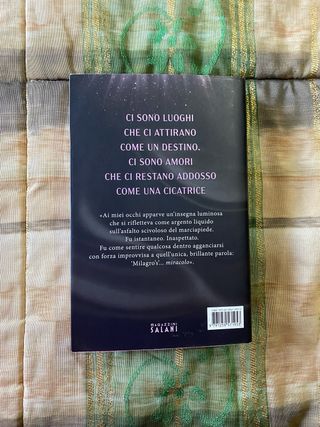 CI SONO LUOGHI
CHE CI ATTIRANO
COME UN DESTINO.
CI SONO AMORI
CHE CI RESTANO ADDOSSO
COME UNA CICATRICE
«Ai miei occhi apparve un'insegna luminosa
che si rifletteva come argento liquido
sull'asfalto scivoloso del marciapiede.
Fu istantaneo. Inaspettato.
Fu come sentire qualcosa dentro agganciarsi
con forza improvvisa a quell'unica, brillante parola:
'Milagro's'... miracolo».
MAGAZZINI
SALANI